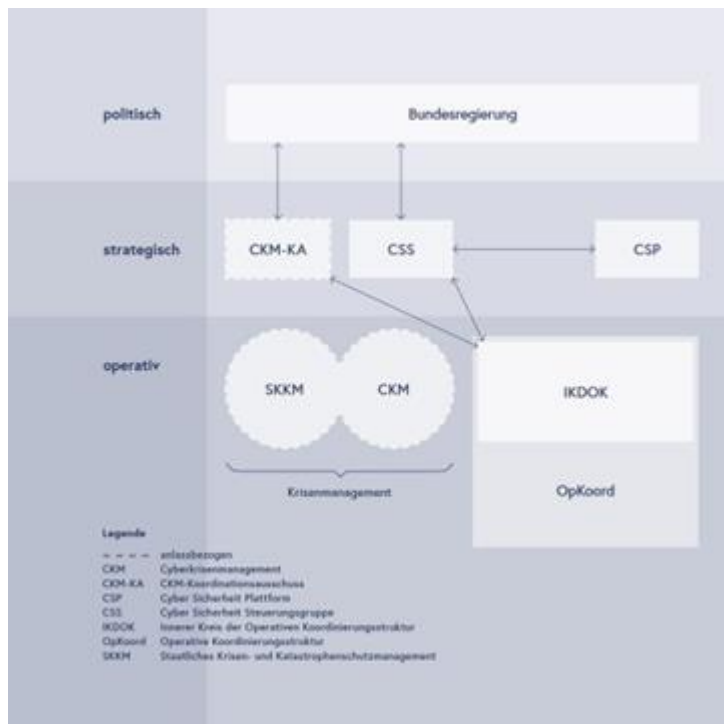 politisch
Bundesregierung
strategisch
CKM-KA
CSS
CSP
operativ
SKKM
CKM
IKDOK
Krisenmanagement
OpKoord
Legende
anlassbezogen
CKM Cyberkrisenmanagement
CKM-KA CKM-Koordinationsausschuss
CSP Cyber Sicherheit Plattform
CSS Cyber Sicherheit Steuerungsgruppe
IKDOK Innerer Kreis der Operativen Koordinierungsstruktur
OpKoord Operative Koordinierungsstruktur
SKKM Staatliches Krisen- und Katastrophenschutzmanagement